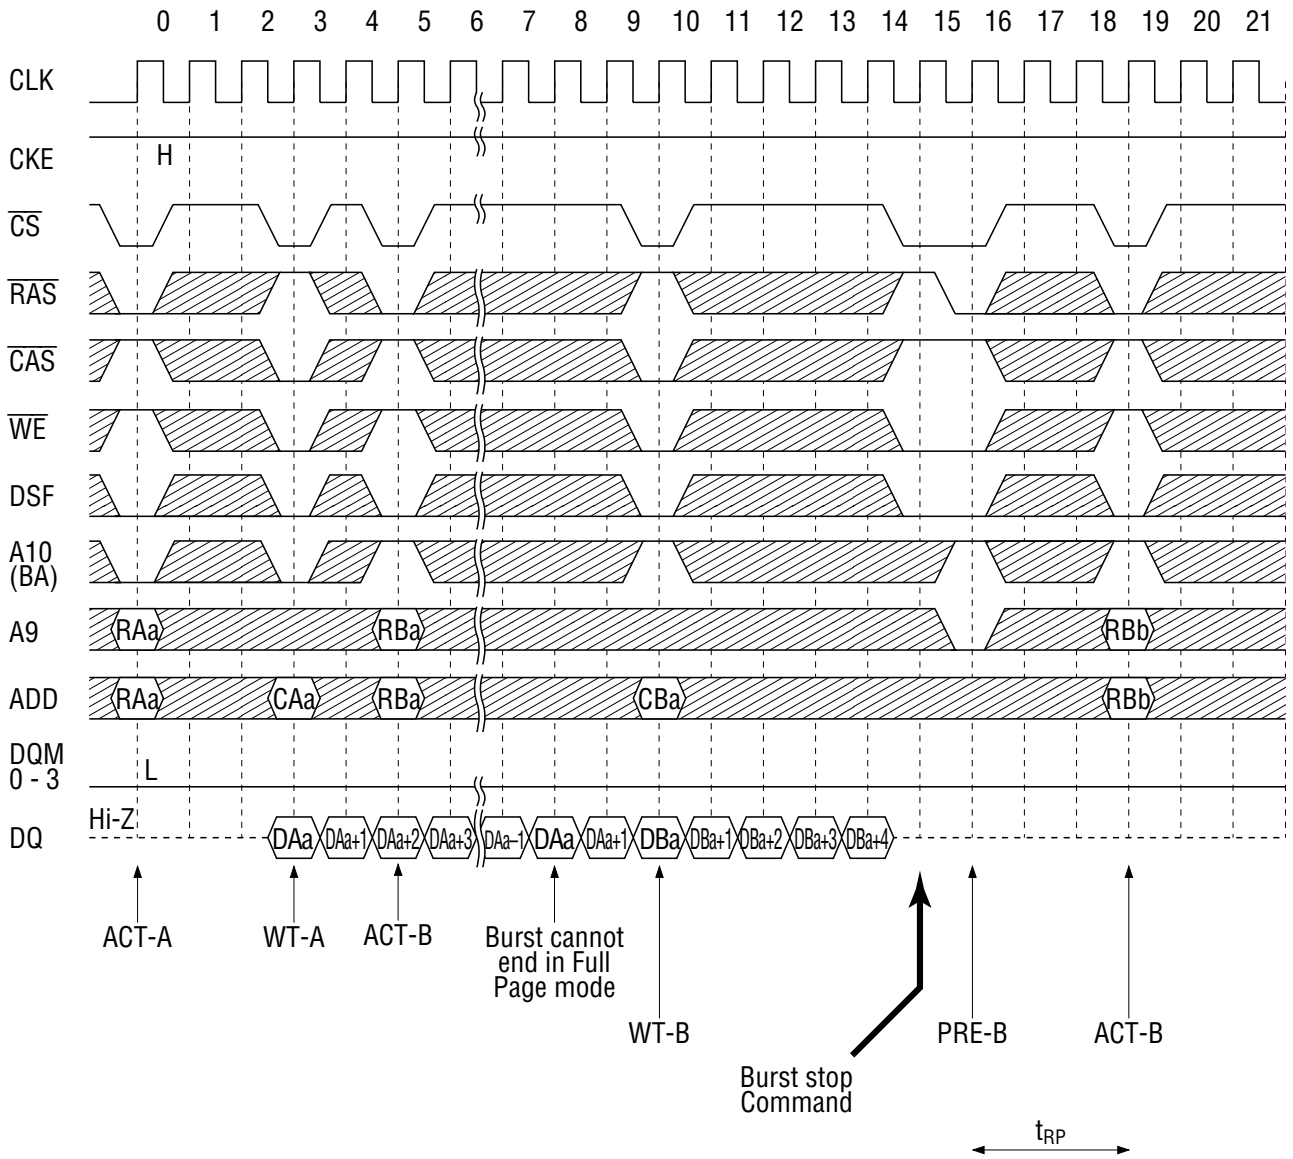 0 1 2 3 4 5 6 7 8 9 10 11 12 13 14 15 16 17 18 19 20 21
CLK
CKE H
CS
RAS
CAS
WE
DSF
A10
(BA)
A9 RAa RBa RBb
ADD RAa CAa RBa CBa RBb
DQM
0 - 3 L
Hi-Z
DQ DAa DAa+1 DAa+2 DAa+3 DAa–1 DAa DAa+1 DBa DBa+1 DBa+2 DBa+3 DBa+4
ACT-A WT-A ACT-B Burst cannot
end in Full
Page mode
WT-B PRE-B ACT-B
Burst stop
Command
tRP